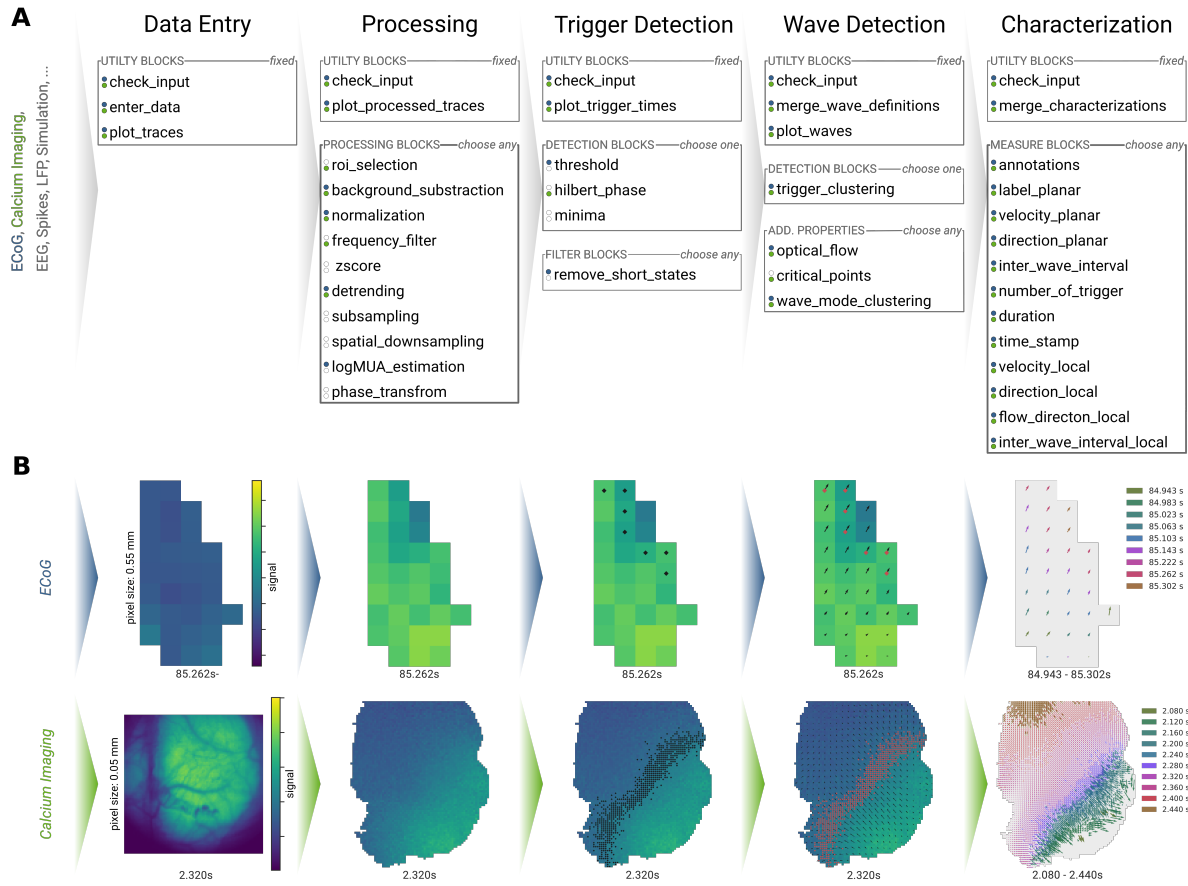 A
Data Entry
Processing
Trigger Detection
Wave Detection
Characterization
ECoG, Calcium Imaging,
EEG, Spikes, LFP, Simulation, ...
UTILTY BLOCKS fixed
check_input
enter_data
plot_traces
UTILTY BLOCKS fixed
check_input
plot_processed_traces
PROCESSING BLOCKS choose any
roi_selection
background_substraction
normalization
frequency_filter
zscore
detrending
subsampling
spatial_downsampling
logMUA_estimation
phase_transfrom
UTILTY BLOCKS fixed
check_input
plot_trigger_times
DETECTION BLOCKS choose one
threshold
hilbert_phase
minima
FILTER BLOCKS choose any
remove_short_states
UTILTY BLOCKS fixed
check_input
merge_wave_definitions
plot_waves
DETECTION BLOCKS choose one
trigger_clustering
ADD. PROPERTIES choose any
optical_flow
critical_points
wave_mode_clustering
UTILTY BLOCKS fixed
check_input
merge_characterizations
MEASURE BLOCKS choose any
annotations
label_planar
velocity_planar
direction_planar
inter_wave_interval
number_of_trigger
duration
time_stamp
velocity_local
direction_local
flow_directon_local
inter_wave_interval_local
B
ECoG
pixel size: 0.55 mm
signal
85.262s-
85.262s
85.262s
85.262s
84.943 - 85.302s
84.943 s
84.983 s
85.023 s
85.063 s
85.103 s
85.143 s
85.222 s
85.262 s
85.302 s
Calcium Imaging
pixel size: 0.05 mm
signal
2.320s
2.320s
2.320s
2.320s
2.080 - 2.440s
2.080 s
2.120 s
2.160 s
2.200 s
2.240 s
2.280 s
2.320 s
2.360 s
2.400 s
2.440 s